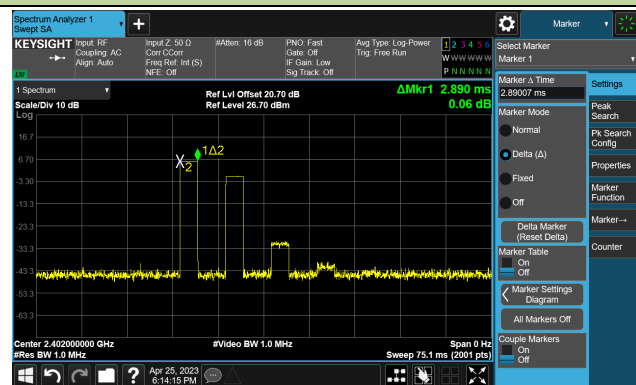 Spectrum Analyzer 1
Swept SA
Marker
KEYSIGHT
Input: RF
Coupling: AC
Align: Auto
Input Z: 50 Ω
Corr CCorr
Freq Ref: Int (S)
NFE: Off
#Atten: 16 dB
PNO: Fast
Gate: Off
IF Gain: Low
Sig Track: Off
Avg Type: Log-Power
Trig: Free Run
1 2 3 4 5 6
W W W W W W
P N N N N N
LXI
Select Marker
Marker 1
1 Spectrum
Scale/Div 10 dB
Ref Lvl Offset 20.70 dB
Ref Level 26.70 dBm
ΔMkr1 2.890 ms
0.06 dB
Log
16.7
6.70
-3.30
-13.3
-23.3
-33.3
-43.3
-53.3
-63.3
1Δ2
X2
Center 2.402000000 GHz
#Res BW 1.0 MHz
#Video BW 1.0 MHz
Span 0 Hz
Sweep 75.1 ms (2001 pts)
Marker Δ Time
2.89007 ms
Marker Mode
Normal
Delta (Δ)
Fixed
Off
Delta Marker
(Reset Delta)
Marker Table
On
Off
Marker Settings
Diagram
All Markers Off
Couple Markers
On
Off
Settings
Peak
Search
Pk Search
Config
Properties
Marker
Function
Marker→
Counter
Apr 25, 2023
6:14:15 PM